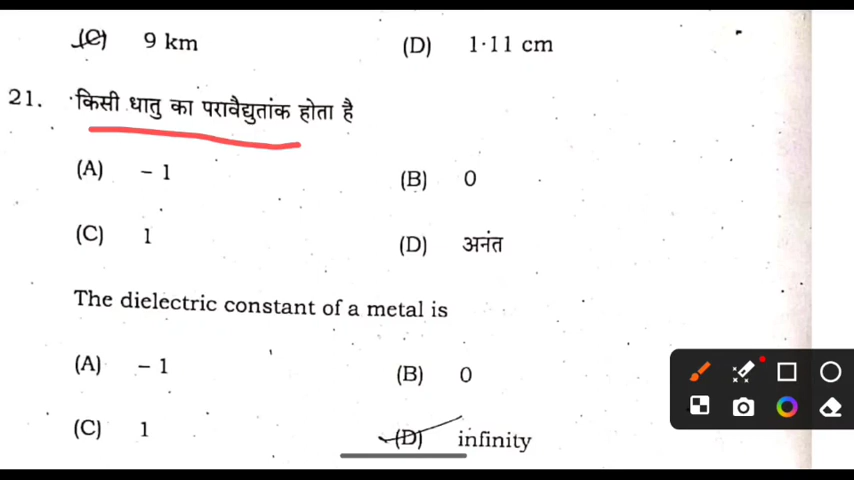 (C) 9 km (D) 1·11 cm
21. किसी धातु का परावैद्युतांक होता है
(A) – 1 (B) 0
(C) 1 (D) अनंत
The dielectric constant of a metal is
(A) – 1 (B) 0
(C) 1 (D) infinity